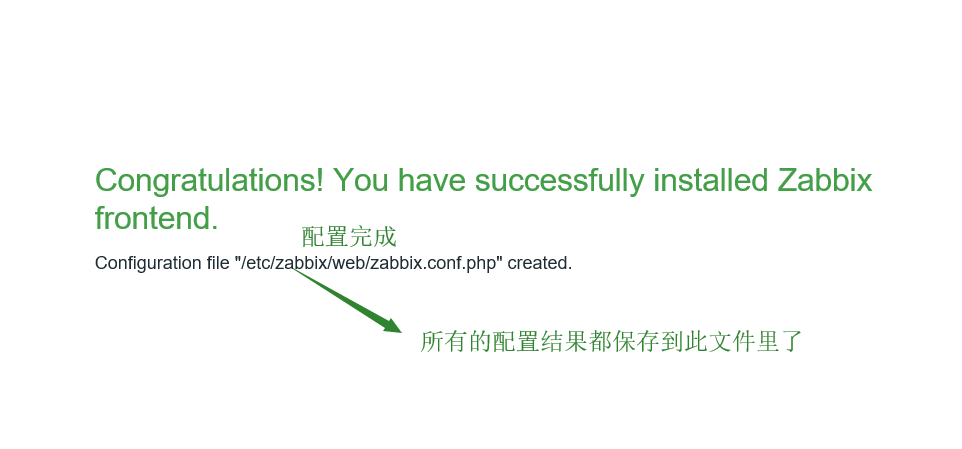 Congratulations! You have successfully installed Zabbix
frontend.
配置完成
Configuration file "/etc/zabbix/web/zabbix.conf.php" created.
所有的配置结果都保存到此文件里了